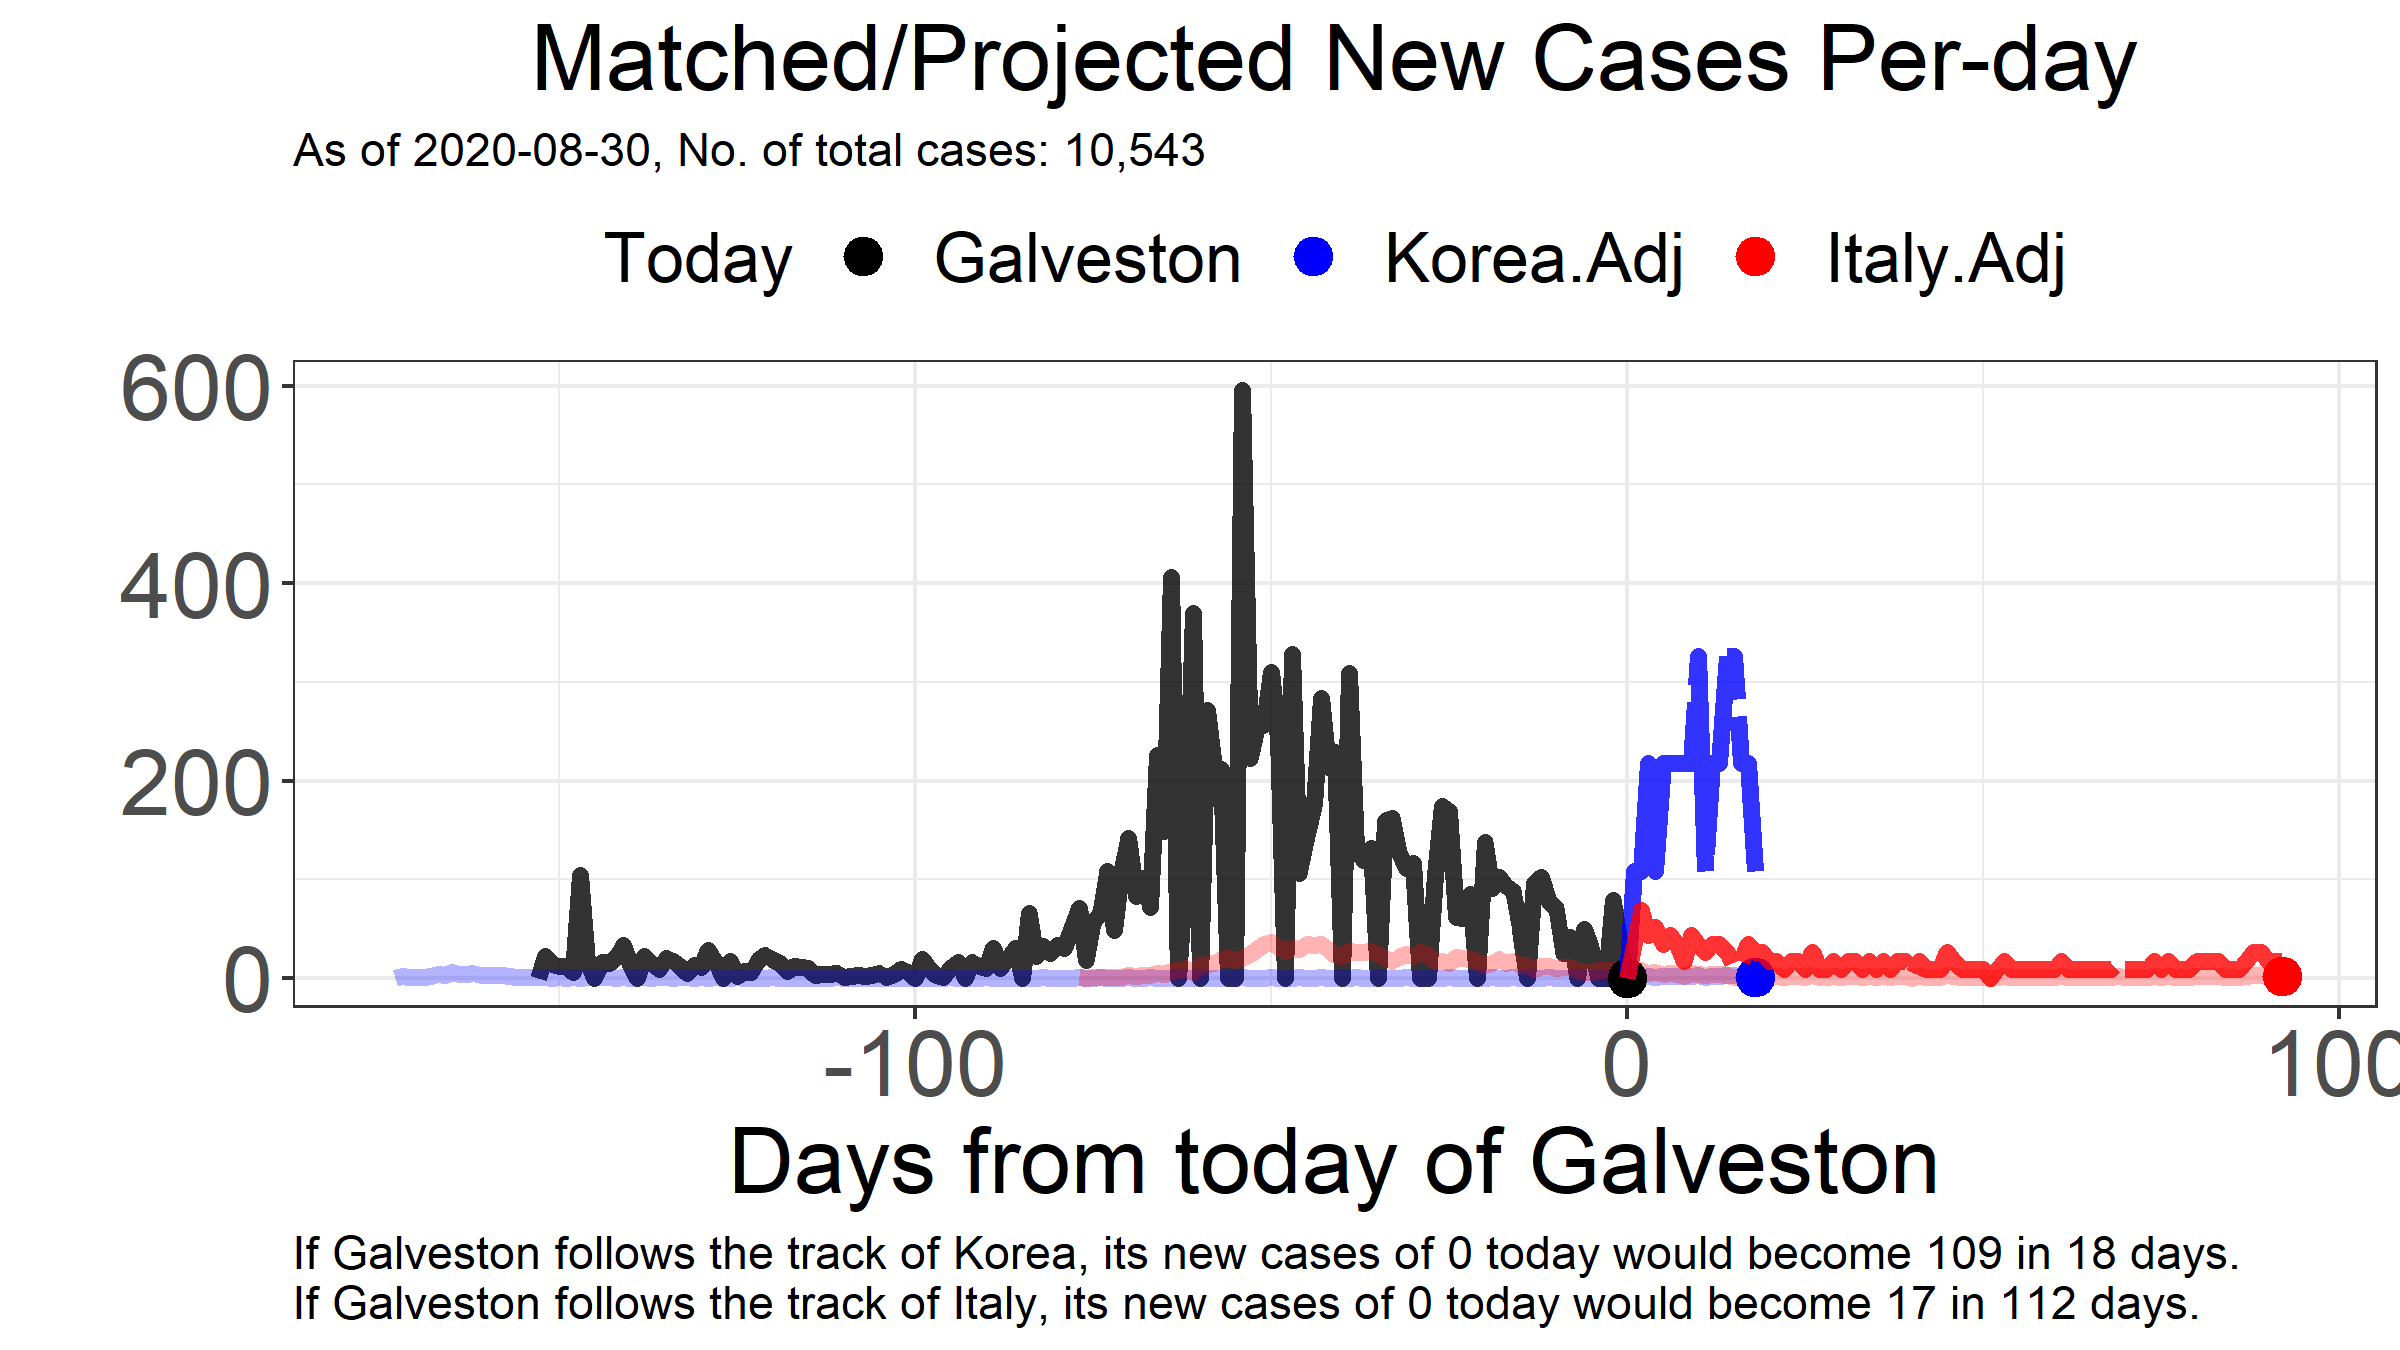 Matched/Projected New Cases Per-day
As of 2020-08-30, No. of total cases: 10,543
Today Galveston Korea.Adj Italy.Adj
600
400
200
0
-100 0 100
Days from today of Galveston
If Galveston follows the track of Korea, its new cases of 0 today would become 109 in 18 days.
If Galveston follows the track of Italy, its new cases of 0 today would become 17 in 112 days.